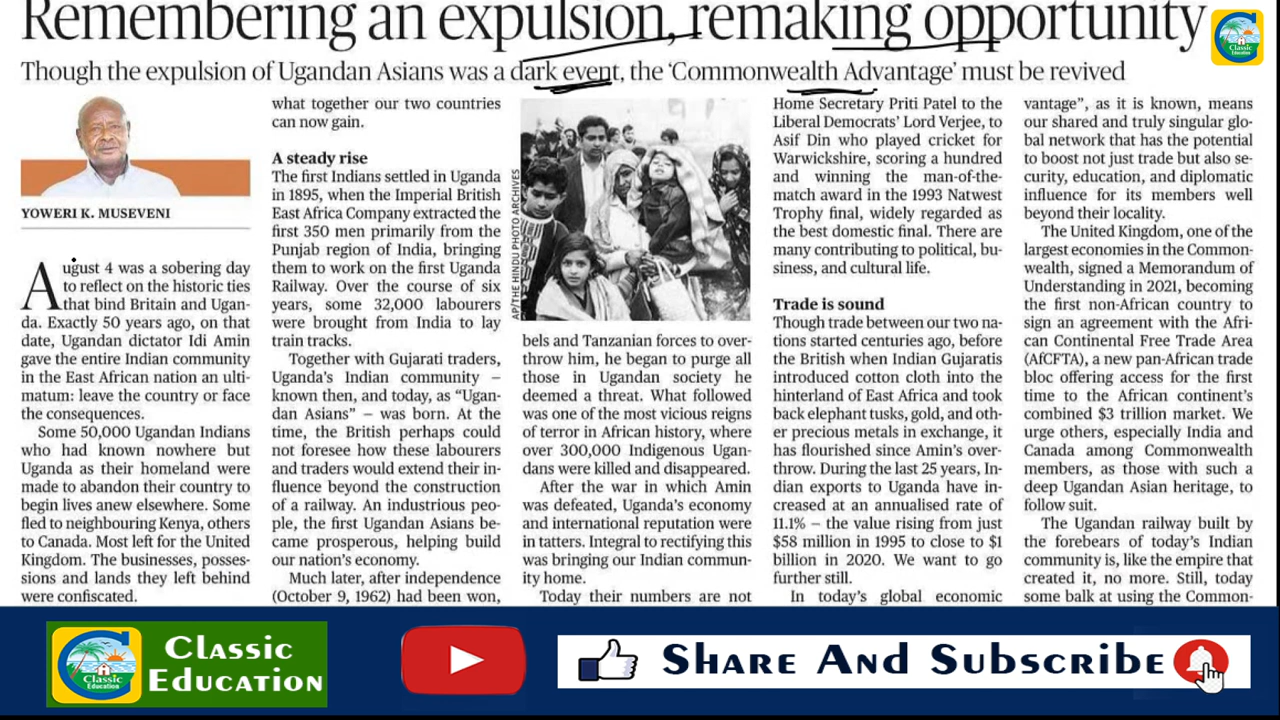 Remembering an expulsion, remaking opportunity
Though the expulsion of Ugandan Asians was a dark event, the ‘Commonwealth Advantage’ must be revived
YOWERI K. MUSEVENI
August 4 was a sobering day
to reflect on the historic ties
that bind Britain and Ugan-
da. Exactly 50 years ago, on that
date, Ugandan dictator Idi Amin
gave the entire Indian community
in the East African nation an ulti-
matum: leave the country or face
the consequences.
Some 50,000 Ugandan Indians
who had known nowhere but
Uganda as their homeland were
made to abandon their country to
begin lives anew elsewhere. Some
fled to neighbouring Kenya, others
to Canada. Most left for the United
Kingdom. The businesses, posses-
sions and lands they left behind
were confiscated.
what together our two countries
can now gain.
A steady rise
The first Indians settled in Uganda
in 1895, when the Imperial British
East Africa Company extracted the
first 350 men primarily from the
Punjab region of India, bringing
them to work on the first Uganda
Railway. Over the course of six
years, some 32,000 labourers
were brought from India to lay
train tracks.
Together with Gujarati traders,
Uganda’s Indian community –
known then, and today, as “Ugan-
dan Asians” – was born. At the
time, the British perhaps could
not foresee how these labourers
and traders would extend their in-
fluence beyond the construction
of a railway. An industrious peo-
ple, the first Ugandan Asians be-
came prosperous, helping build
our nation’s economy.
Much later, after independence
(October 9, 1962) had been won,
AP/THE HINDU PHOTO ARCHIVES
bels and Tanzanian forces to over-
throw him, he began to purge all
those in Ugandan society he
deemed a threat. What followed
was one of the most vicious reigns
of terror in African history, where
over 300,000 Indigenous Ugan-
dans were killed and disappeared.
After the war in which Amin
was defeated, Uganda’s economy
and international reputation were
in tatters. Integral to rectifying this
was bringing our Indian commun-
ity home.
Today their numbers are not
Home Secretary Priti Patel to the
Liberal Democrats’ Lord Verjee, to
Asif Din who played cricket for
Warwickshire, scoring a hundred
and winning the man-of-the-
match award in the 1993 Natwest
Trophy final, widely regarded as
the best domestic final. There are
many contributing to political, bu-
siness, and cultural life.
Trade is sound
Though trade between our two na-
tions started centuries ago, before
the British when Indian Gujaratis
introduced cotton cloth into the
hinterland of East Africa and took
back elephant tusks, gold, and oth-
er precious metals in exchange, it
has flourished since Amin’s over-
throw. During the last 25 years, In-
dian exports to Uganda have in-
creased at an annualised rate of
11.1% – the value rising from just
$58 million in 1995 to close to $1
billion in 2020. We want to go
further still.
In today’s global economic
vantage”, as it is known, means
our shared and truly singular glo-
bal network that has the potential
to boost not just trade but also se-
curity, education, and diplomatic
influence for its members well
beyond their locality.
The United Kingdom, one of the
largest economies in the Common-
wealth, signed a Memorandum of
Understanding in 2021, becoming
the first non-African country to
sign an agreement with the Afri-
can Continental Free Trade Area
(AfCFTA), a new pan-African trade
bloc offering access for the first
time to the African continent’s
combined $3 trillion market. We
urge others, especially India and
Canada among Commonwealth
members, as those with such a
deep Ugandan Asian heritage, to
follow suit.
The Ugandan railway built by
the forebears of today’s Indian
community is, like the empire that
created it, no more. Still, today
some balk at using the Common-
Classic
Education
Classic
Education
Classic
Education
Share And Subscribe